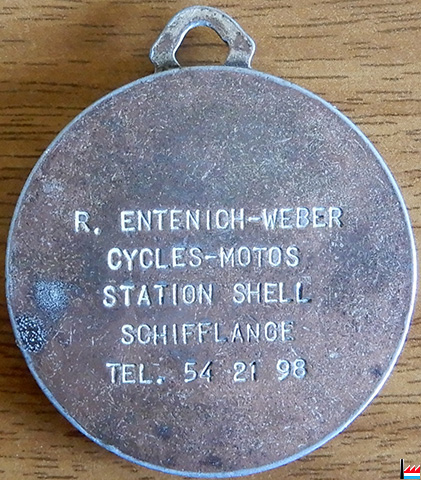 R. ENTENICH-WEBER
CYCLES-MOTOS
STATION SHELL
SCHIFFLANGE
TEL. 54 21 98